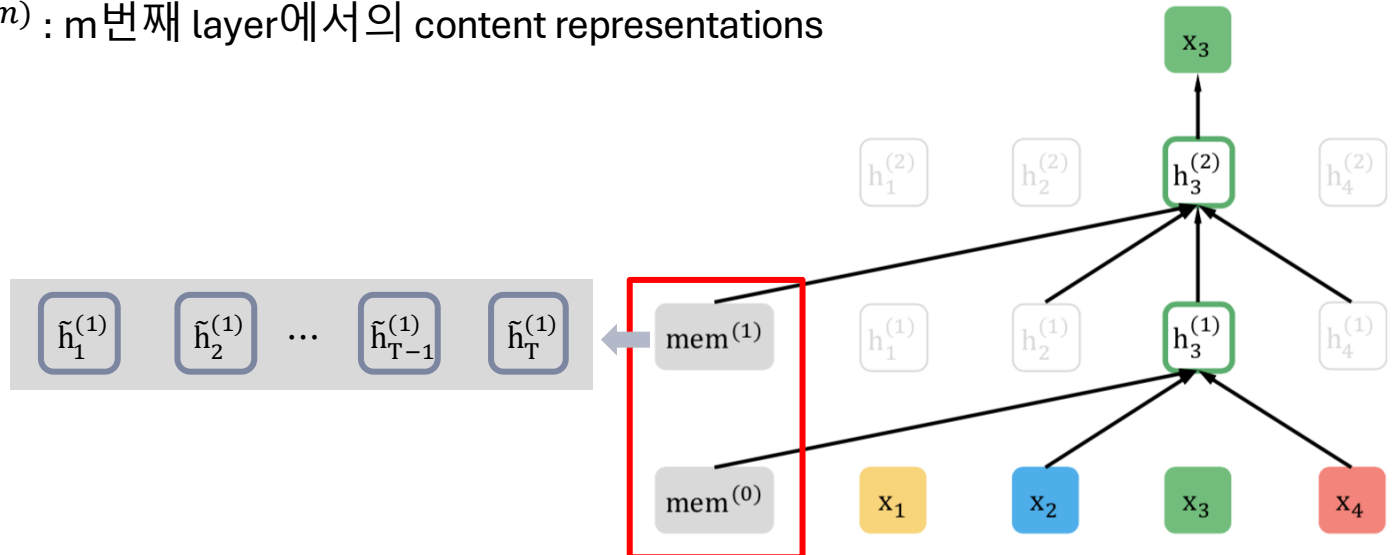 m) : m번째 layer에서의 content representations
x₃
h₁⁽²⁾ h₂⁽²⁾ h₃⁽²⁾ h₄⁽²⁾
h̃₁⁽¹⁾ h̃₂⁽¹⁾ ⋯ h̃_T−1⁽¹⁾ h̃_T⁽¹⁾ mem⁽¹⁾ h₁⁽¹⁾ h₂⁽¹⁾ h₃⁽¹⁾ h₄⁽¹⁾
mem⁽⁰⁾ x₁ x₂ x₃ x₄